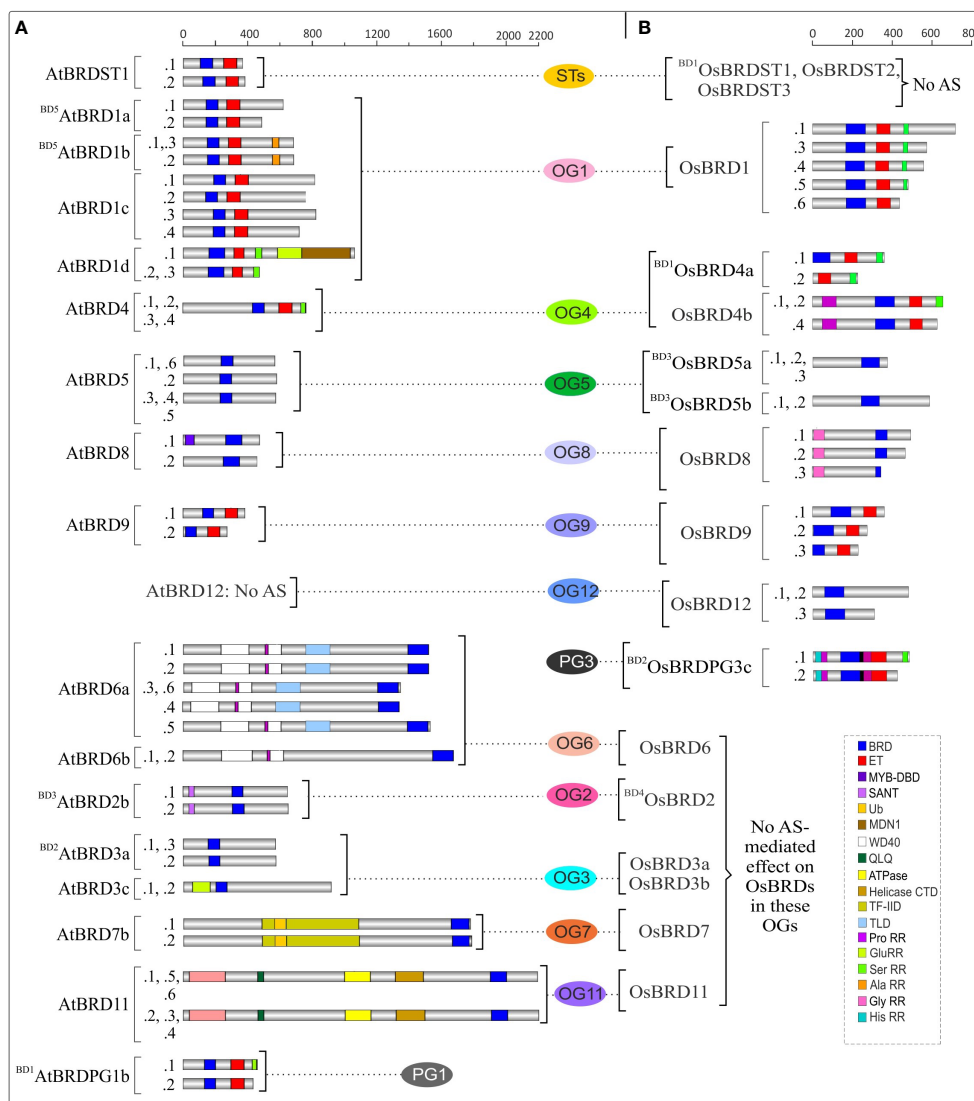 A
0 400 800 1200 1600 2000 2200
B
0 200 400 600 80
AtBRDST1
.1
.2
STs
BD1OsBRDST1, OsBRDST2,
OsBRDST3
No AS
BD5AtBRD1a
.1
.2
BD5AtBRD1b
.1,.3
.2
AtBRD1c
.1
.2
.3
.4
AtBRD1d
.1
.2, .3
OG1
OsBRD1
.1
.3
.4
.5
.6
AtBRD4
.1, .2,
.3, .4
OG4
BD1OsBRD4a
.1
.2
OsBRD4b
.1, .2
.4
AtBRD5
.1, .6
.2
.3, .4,
.5
OG5
BD3OsBRD5a
.1, .2,
.3
BD3OsBRD5b
.1, .2
AtBRD8
.1
.2
OG8
OsBRD8
.1
.2
.3
AtBRD9
.1
.2
OG9
OsBRD9
.1
.2
.3
AtBRD12: No AS
OG12
OsBRD12
.1, .2
.3
AtBRD6a
.1
.2
.3, .6
.4
.5
AtBRD6b
.1, .2
PG3
BD2OsBRDPG3c
.1
.2
OG6
OsBRD6
BD3AtBRD2b
.1
.2
OG2
BD4OsBRD2
BD2AtBRD3a
.1, .3
.2
AtBRD3c
.1, .2
OG3
OsBRD3a
OsBRD3b
AtBRD7b
.1
.2
OG7
OsBRD7
AtBRD11
.1, .5,
.6
.2, .3,
.4
OG11
OsBRD11
No AS-
mediated
effect on
OsBRDs
in these
OGs
BD1AtBRDPG1b
.1
.2
PG1
BRD
ET
MYB-DBD
SANT
Ub
MDN1
WD40
QLQ
ATPase
Helicase CTD
TF-IID
TLD
Pro RR
GluRR
Ser RR
Ala RR
Gly RR
His RR